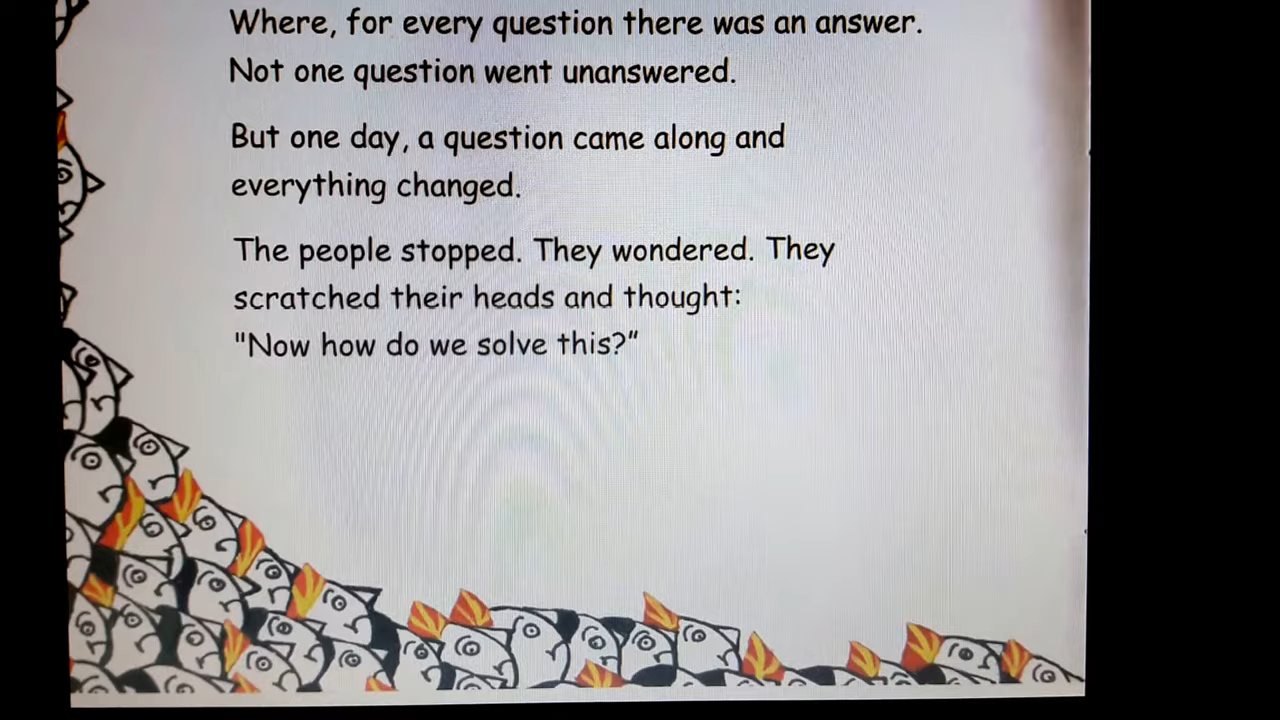 Where, for every question there was an answer.
Not one question went unanswered.
But one day, a question came along and
everything changed.
The people stopped. They wondered. They
scratched their heads and thought:
"Now how do we solve this?"